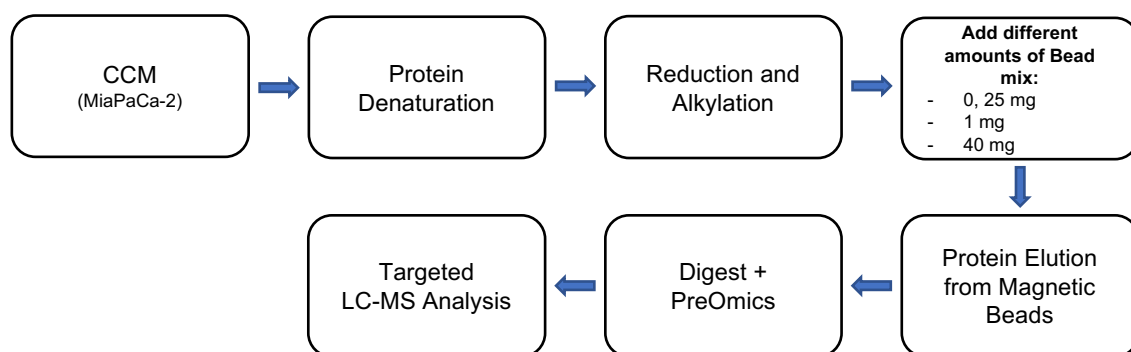 CCM
(MiaPaCa-2)
Protein
Denaturation
Reduction and
Alkylation
Add different
amounts of Bead
mix:
- 0, 25 mg
- 1 mg
- 40 mg
Protein Elution
from Magnetic
Beads
Digest +
PreOmics
Targeted
LC-MS Analysis